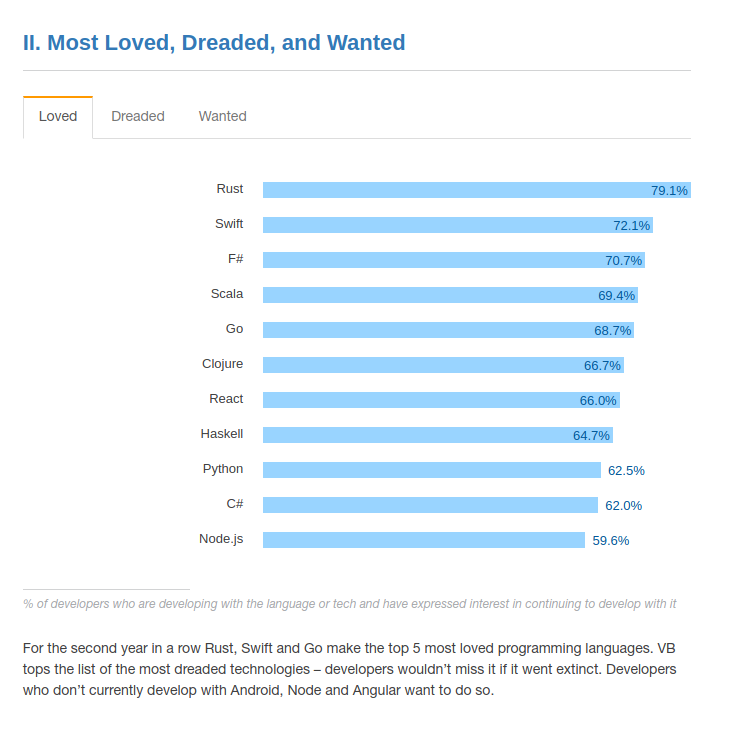 II. Most Loved, Dreaded, and Wanted
Loved Dreaded Wanted
Rust 79.1%
Swift 72.1%
F# 70.7%
Scala 69.4%
Go 68.7%
Clojure 66.7%
React 66.0%
Haskell 64.7%
Python 62.5%
C# 62.0%
Node.js 59.6%
% of developers who are developing with the language or tech and have expressed interest in continuing to develop with it
For the second year in a row Rust, Swift and Go make the top 5 most loved programming languages. VB
tops the list of the most dreaded technologies – developers wouldn’t miss it if it went extinct. Developers
who don’t currently develop with Android, Node and Angular want to do so.